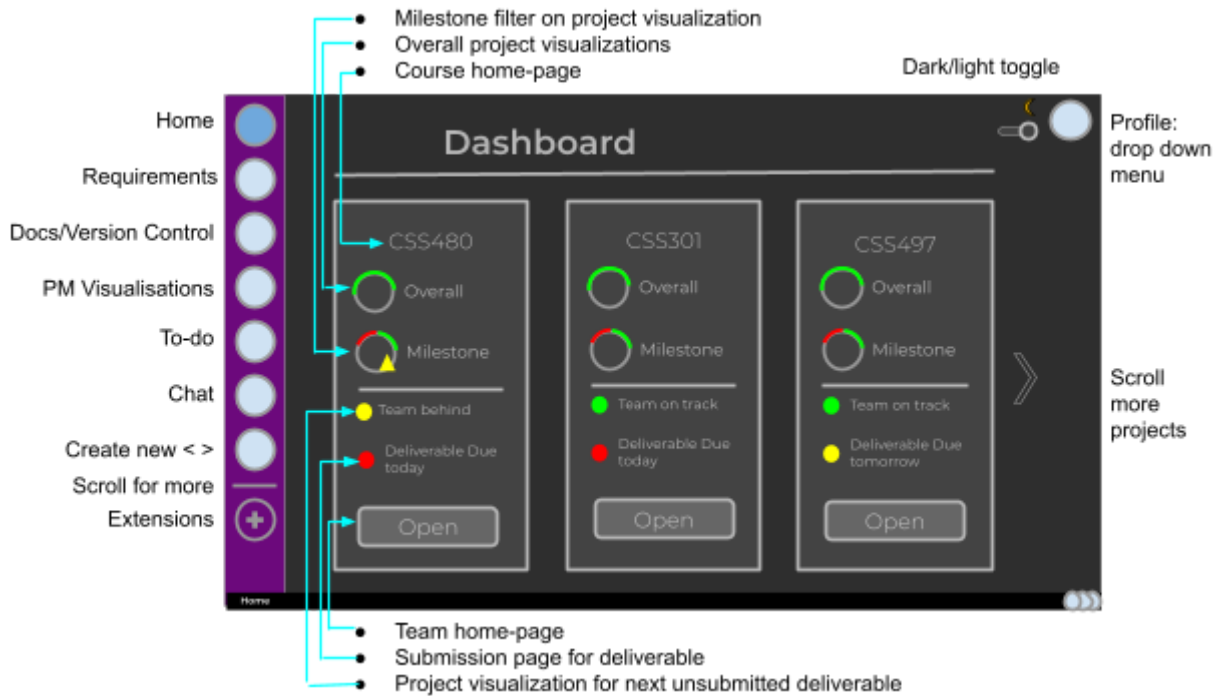 Milestone filter on project visualization
Overall project visualizations
Course home-page
Dark/light toggle
Home
Requirements
Docs/Version Control
PM Visualisations
To-do
Chat
Create new < >
Scroll for more
Extensions
Dashboard
Profile:
drop down
menu
CSS480
Overall
Milestone
Team behind
Deliverable Due
today
Open
CSS301
Overall
Milestone
Team on track
Deliverable Due
today
Open
CSS497
Overall
Milestone
Team on track
Deliverable Due
tomorrow
Open
Scroll
more
projects
Home
Team home-page
Submission page for deliverable
Project visualization for next unsubmitted deliverable